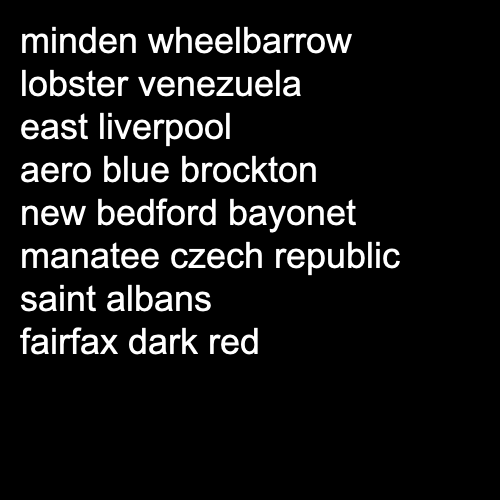 minden wheelbarrow
lobster venezuela
east liverpool
aero blue brockton
new bedford bayonet
manatee czech republic
saint albans
fairfax dark red